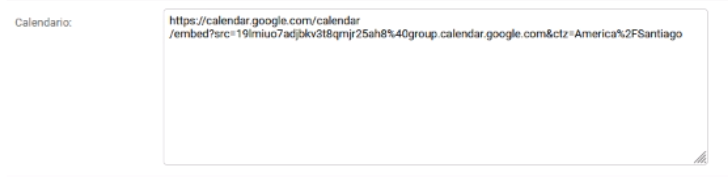 Calendario:
https://calendar.google.com/calendar
/embed?src=19lmiuo7adjbkv3t8qmjr25ah8%40group.calendar.google.com&ctz=America%2FSantiago